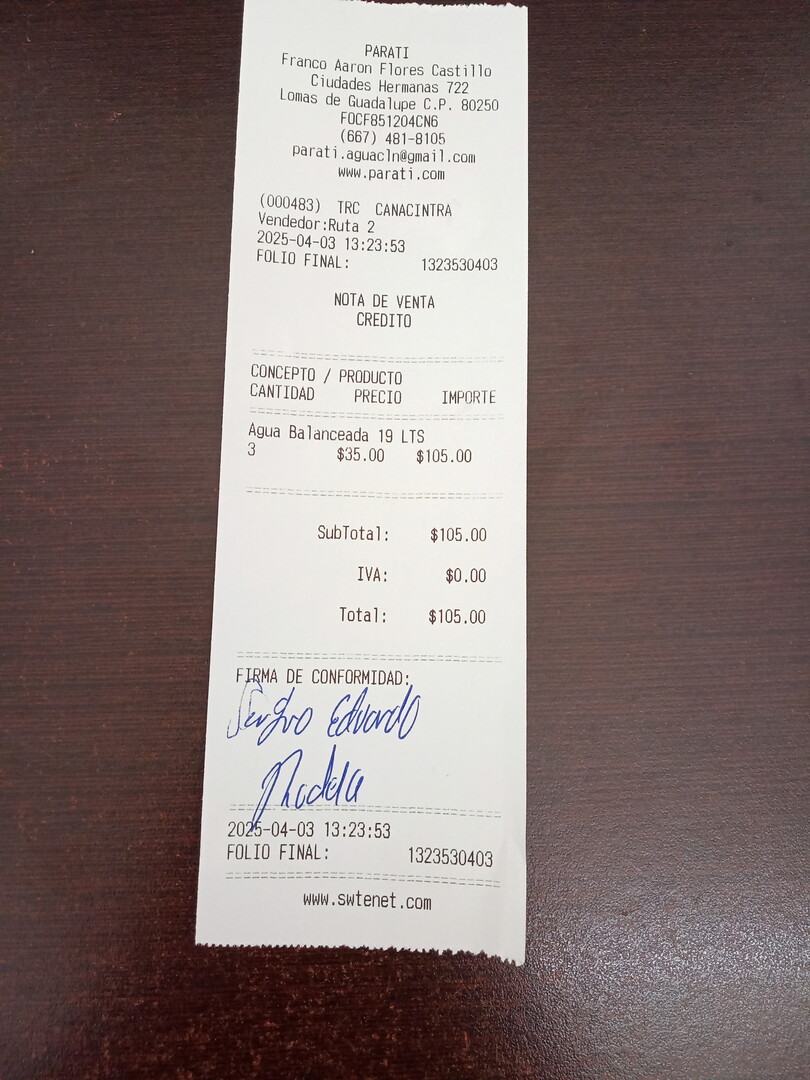 PARATI
Franco Aaron Flores Castillo
Ciudades Hermanas 722
Lomas de Guadalupe C.P. 80250
FOCF851204CN6
(667) 481-8105
parati.aguacln@gmail.com
www.parati.com
(000483) TRC CANACINTRA
Vendedor:Ruta 2
2025-04-03 13:23:53
FOLIO FINAL: 1323530403
NOTA DE VENTA
CREDITO
CONCEPTO / PRODUCTO
CANTIDAD PRECIO IMPORTE
Agua Balanceada 19 LTS
3 $35.00 $105.00
SubTotal: $105.00
IVA: $0.00
Total: $105.00
FIRMA DE CONFORMIDAD:
Sergio Eduardo
2025-04-03 13:23:53
FOLIO FINAL: 1323530403
www.swtenet.com